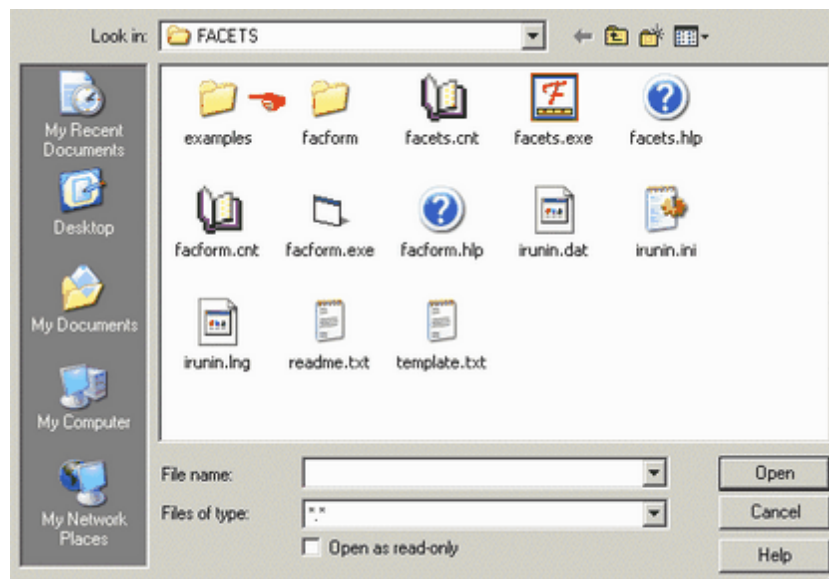 Look in: FACETS
My Recent
Documents
Desktop
My Documents
My Computer
My Network
Places
examples facform facets.cnt facets.exe facets.hlp
facform.cnt facform.exe facform.hlp irunin.dat irunin.ini
irunin.lng readme.txt template.txt
File name: Open
Files of type: *.* Cancel
Open as read-only Help